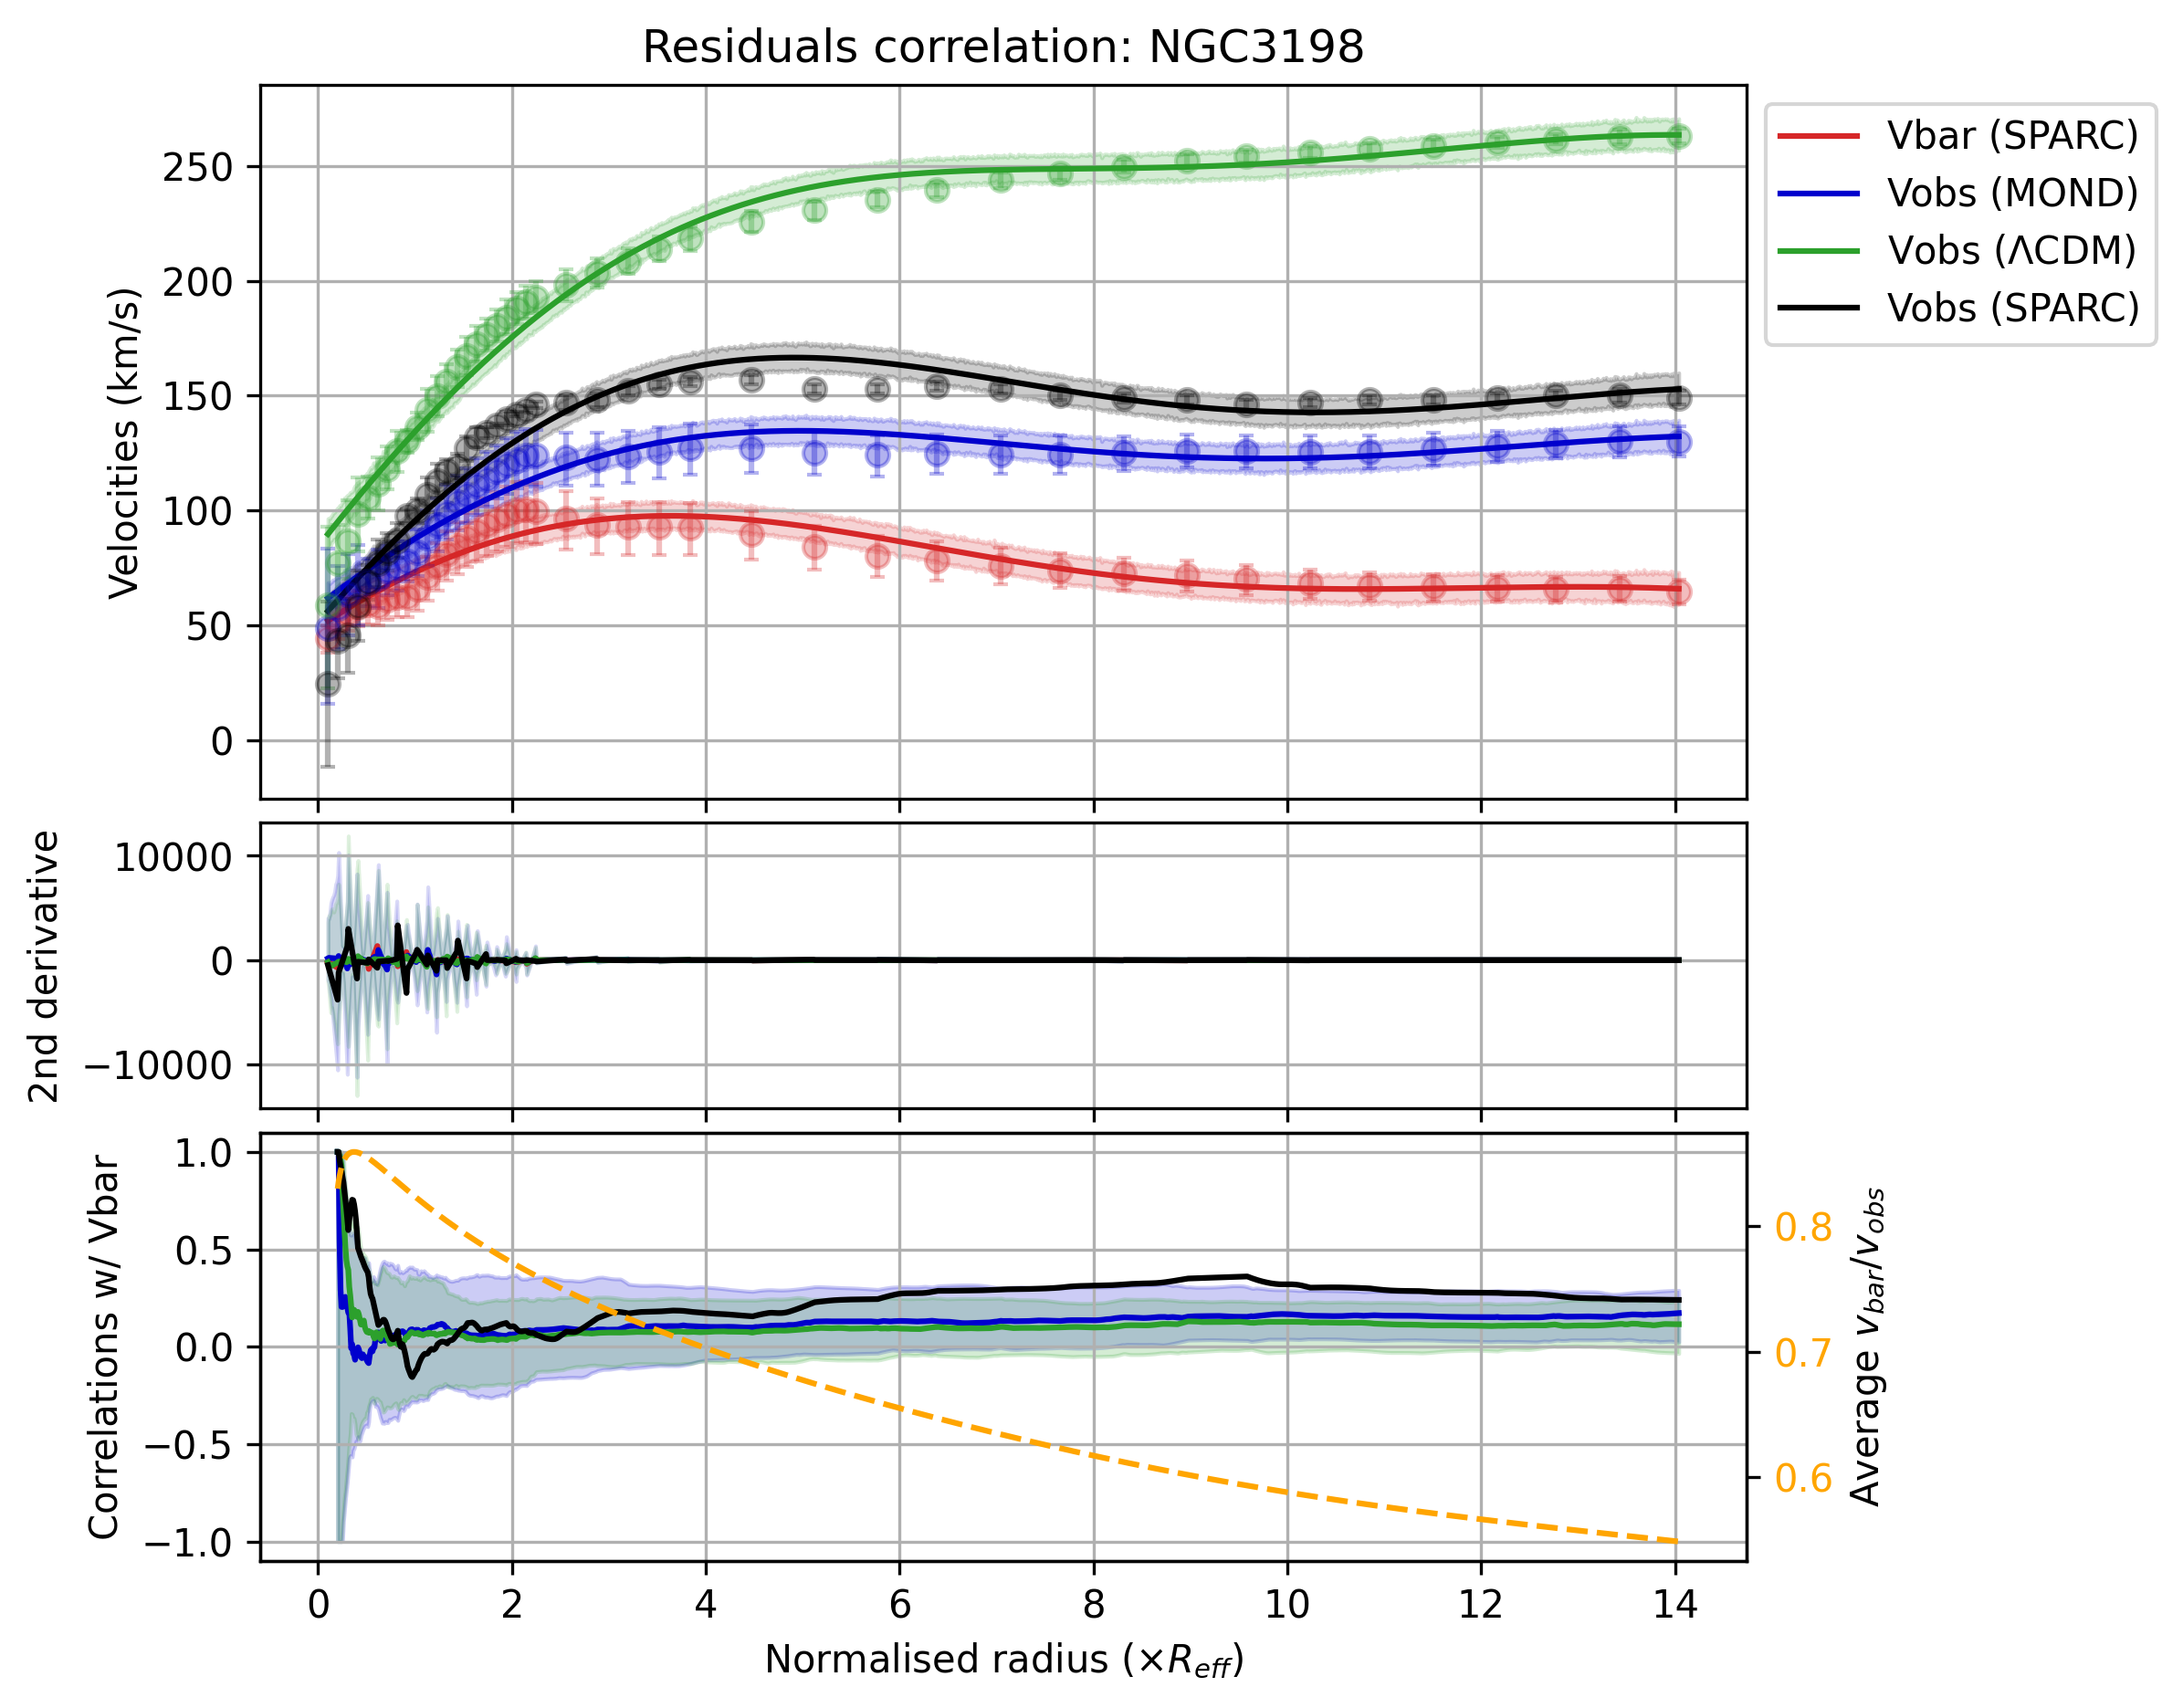 Residuals correlation: NGC3198
Velocities (km/s)
250
200
150
100
50
0
Vbar (SPARC)
Vobs (MOND)
Vobs (ΛCDM)
Vobs (SPARC)
2nd derivative
10000
0
−10000
Correlations w/ Vbar
1.0
0.5
0.0
−0.5
−1.0
0.8
0.7
0.6
Average v_bar/v_obs
0 2 4 6 8 10 12 14
Normalised radius (×R_eff)